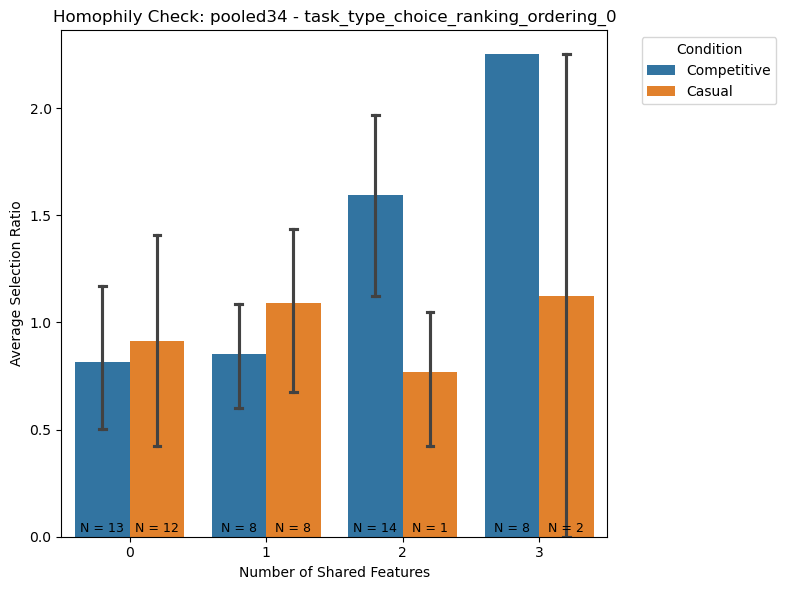 Homophily Check: pooled34 - task_type_choice_ranking_ordering_0
Condition
Competitive
Casual
Average Selection Ratio
2.0
1.5
1.0
0.5
0.0
N = 13 N = 12 N = 8 N = 8 N = 14 N = 1 N = 8 N = 2
0 1 2 3
Number of Shared Features